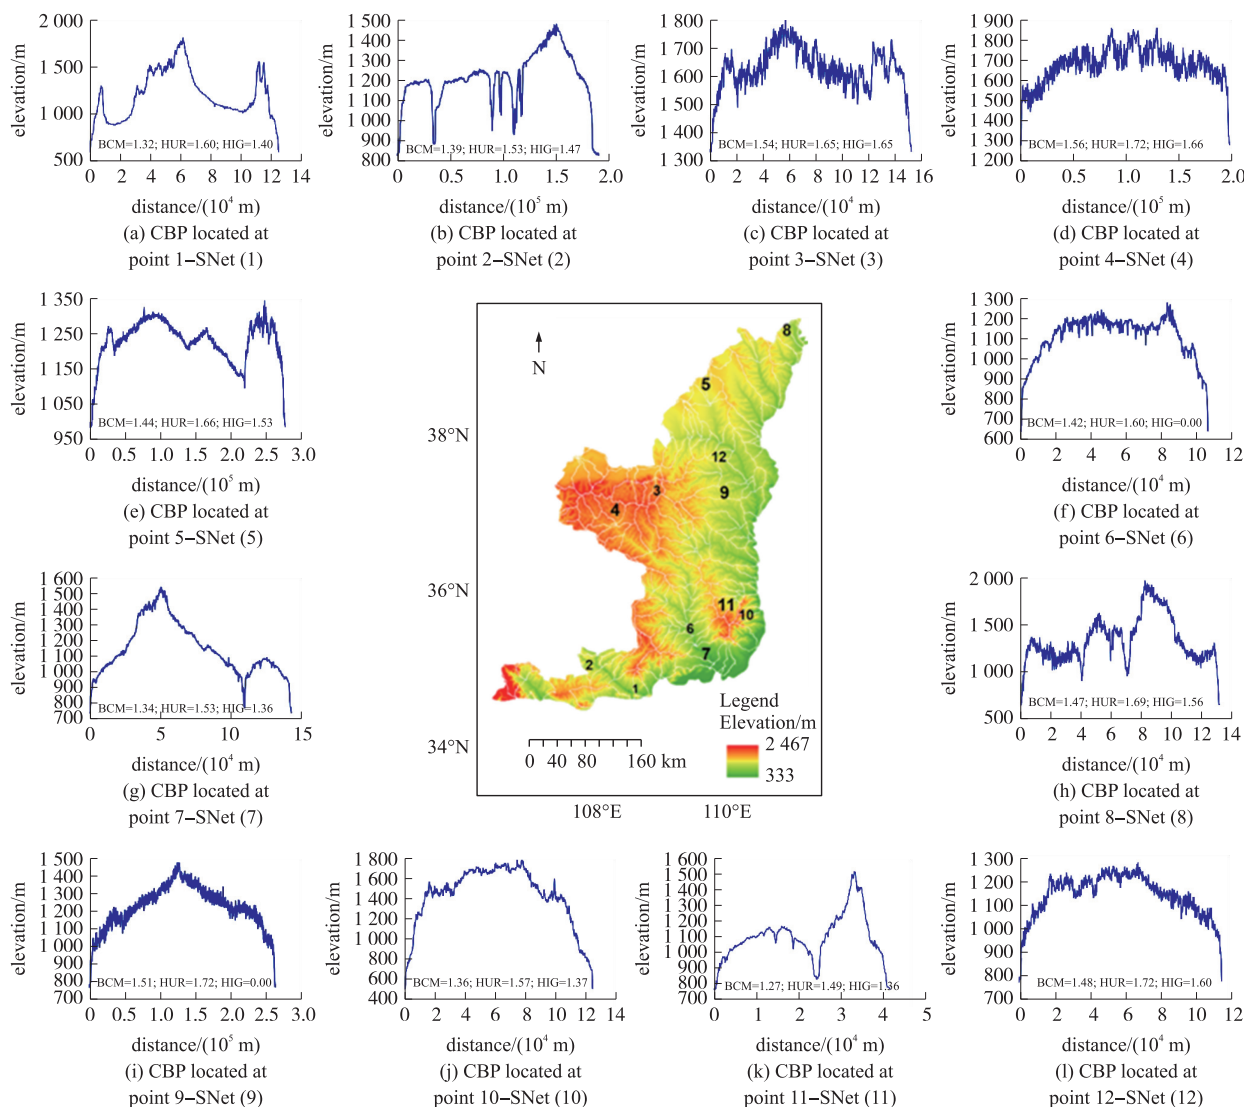 elevation/m
2 000
1 500
1 000
500
BCM=1.32; HUR=1.60; HIG=1.40
0 2 4 6 8 10 12 14
distance/(10⁴ m)
(a) CBP located at
point 1–SNet (1)
elevation/m
1 500
1 400
1 300
1 200
1 100
1 000
900
800
BCM=1.39; HUR=1.53; HIG=1.47
0 0.5 1.0 1.5 2.0
distance/(10⁵ m)
(b) CBP located at
point 2–SNet (2)
elevation/m
1 800
1 700
1 600
1 500
1 400
1 300
BCM=1.54; HUR=1.65; HIG=1.65
0 2 4 6 8 10 12 14 16
distance/(10⁴ m)
(c) CBP located at
point 3–SNet (3)
elevation/m
1 900
1 800
1 700
1 600
1 500
1 400
1 300
1 200
BCM=1.56; HUR=1.72; HIG=1.66
0 0.5 1.0 1.5 2.0
distance/(10⁵ m)
(d) CBP located at
point 4–SNet (4)
elevation/m
1 350
1 250
1 150
1 050
950
BCM=1.44; HUR=1.66; HIG=1.53
0 0.5 1.0 1.5 2.0 2.5 3.0
distance/(10⁵ m)
(e) CBP located at
point 5–SNet (5)
N
38°N
36°N
34°N
108°E 110°E
8
5
12
9
3
4
11
10
6
7
2
1
Legend
Elevation/m
2 467
333
0 40 80 160 km
elevation/m
1 300
1 200
1 100
1 000
900
800
700
600
BCM=1.42; HUR=1.60; HIG=0.00
0 2 4 6 8 10 12
distance/(10⁴ m)
(f) CBP located at
point 6–SNet (6)
elevation/m
1 600
1 500
1 400
1 300
1 200
1 100
1 000
900
800
700
BCM=1.34; HUR=1.53; HIG=1.36
0 5 10 15
distance/(10⁴ m)
(g) CBP located at
point 7–SNet (7)
elevation/m
2 000
1 500
1 000
500
BCM=1.47; HUR=1.69; HIG=1.56
0 2 4 6 8 10 12 14
distance/(10⁴ m)
(h) CBP located at
point 8–SNet (8)
elevation/m
1 500
1 400
1 300
1 200
1 100
1 000
900
800
700
BCM=1.51; HUR=1.72; HIG=0.00
0 0.5 1.0 1.5 2.0 2.5 3.0
distance/(10⁵ m)
(i) CBP located at
point 9–SNet (9)
elevation/m
1 800
1 600
1 400
1 200
1 000
800
600
400
BCM=1.36; HUR=1.57; HIG=1.37
0 2 4 6 8 10 12 14
distance/(10⁴ m)
(j) CBP located at
point 10–SNet (10)
elevation/m
1 600
1 500
1 400
1 300
1 200
1 100
1 000
900
800
700
BCM=1.27; HUR=1.49; HIG=1.36
0 1 2 3 4 5
distance/(10⁴ m)
(k) CBP located at
point 11–SNet (11)
elevation/m
1 300
1 200
1 100
1 000
900
800
700
BCM=1.48; HUR=1.72; HIG=1.60
0 2 4 6 8 10 12
distance/(10⁴ m)
(l) CBP located at
point 12–SNet (12)